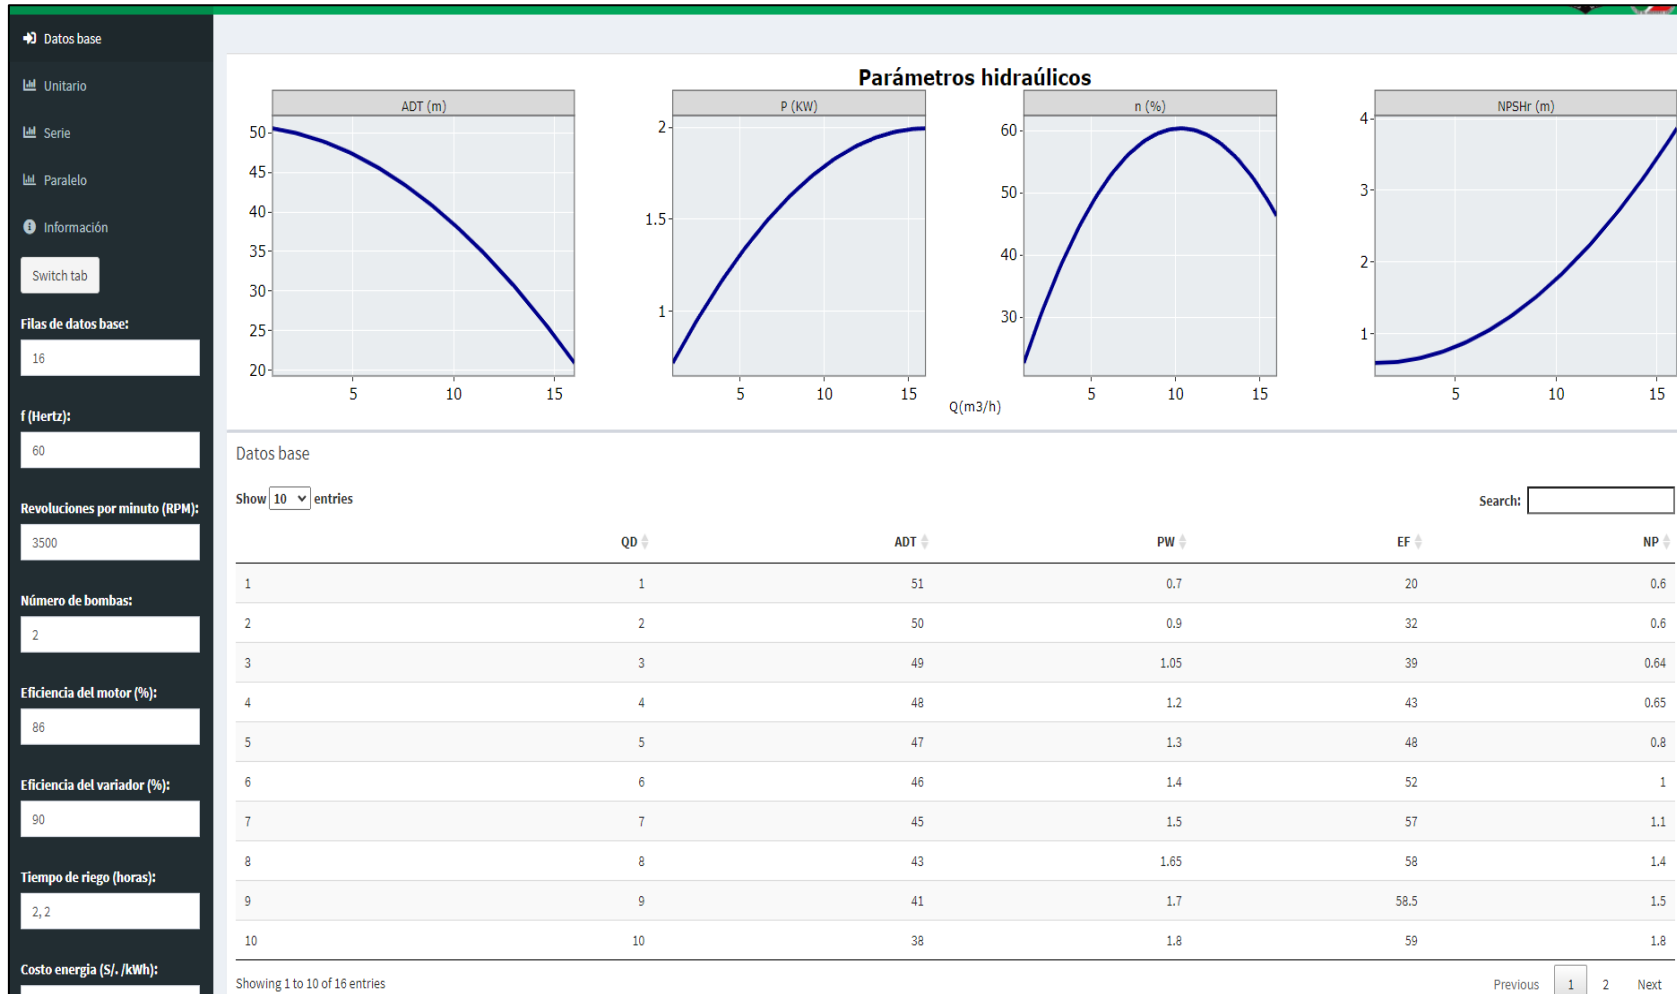 Datos base
Unitario
Serie
Paralelo
Información
Switch tab
Filas de datos base:
16
f (Hertz):
60
Revoluciones por minuto (RPM):
3500
Número de bombas:
2
Eficiencia del motor (%):
86
Eficiencia del variador (%):
90
Tiempo de riego (horas):
2, 2
Costo energia (S/. /kWh):
Parámetros hidraúlicos
ADT (m)
50
45
40
35
30
25
20
5 10 15
P (KW)
2
1.5
1
5 10 15
n (%)
60
50
40
30
5 10 15
NPSHr (m)
4
3
2
1
5 10 15
Q(m3/h)
Datos base
Show 10 entries
Search:
QD ADT PW EF NP
1 1 51 0.7 20 0.6
2 2 50 0.9 32 0.6
3 3 49 1.05 39 0.64
4 4 48 1.2 43 0.65
5 5 47 1.3 48 0.8
6 6 46 1.4 52 1
7 7 45 1.5 57 1.1
8 8 43 1.65 58 1.4
9 9 41 1.7 58.5 1.5
10 10 38 1.8 59 1.8
Showing 1 to 10 of 16 entries
Previous 1 2 Next